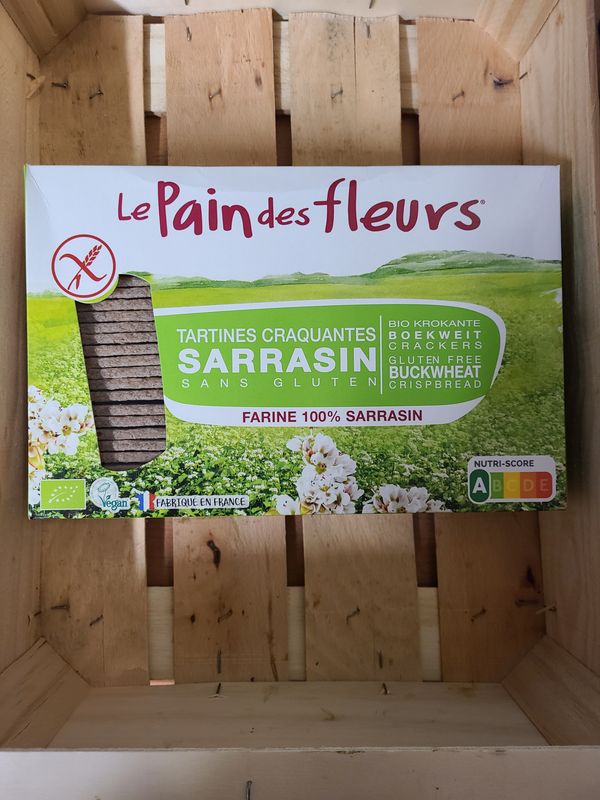 Le Pain des fleurs®
TARTINES CRAQUANTES
SARRASIN
SANS GLUTEN
BIO KROKANTE
BOEKWEIT
CRACKERS
GLUTEN FREE
BUCKWHEAT
CRISPBREAD
FARINE 100% SARRASIN
Vegan
FABRIQUÉ EN FRANCE
NUTRI-SCORE
A B C D E